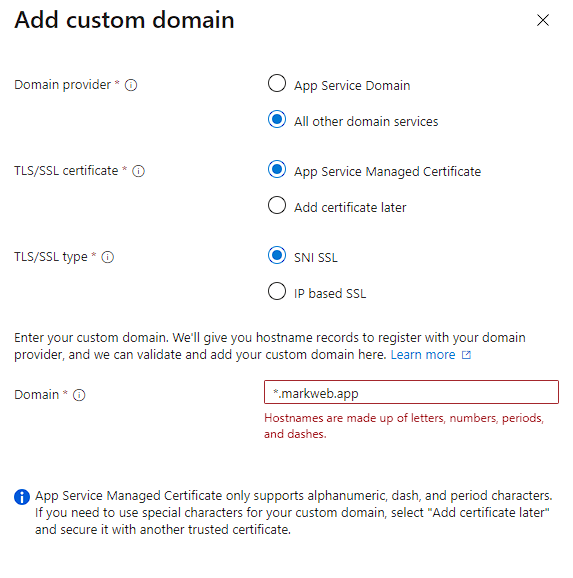 Add custom domain
Domain provider *
App Service Domain
All other domain services
TLS/SSL certificate *
App Service Managed Certificate
Add certificate later
TLS/SSL type *
SNI SSL
IP based SSL
Enter your custom domain. We'll give you hostname records to register with your domain
provider, and we can validate and add your custom domain here. Learn more
Domain *
*.markweb.app
Hostnames are made up of letters, numbers, periods,
and dashes.
App Service Managed Certificate only supports alphanumeric, dash, and period characters.
If you need to use special characters for your custom domain, select "Add certificate later"
and secure it with another trusted certificate.